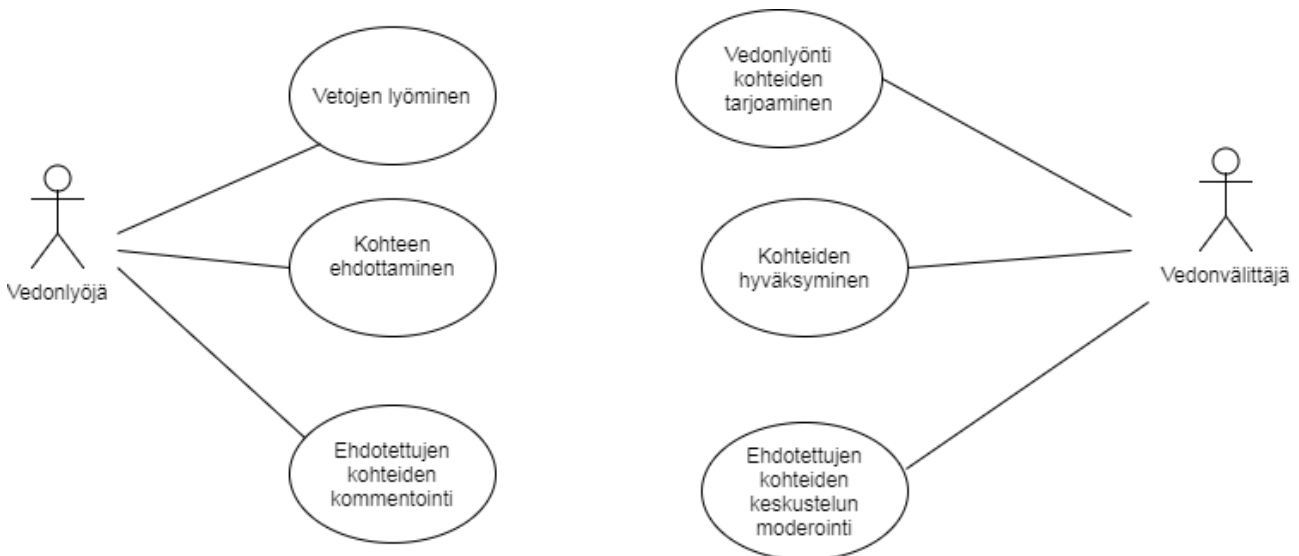 Vetojen lyöminen
Kohteen
ehdottaminen
Ehdotettujen
kohteiden
kommentointi
Vedonlyöjä
Vedonlyönti
kohteiden
tarjoaminen
Kohteiden
hyväksyminen
Ehdotettujen
kohteiden
keskustelun
moderointi
Vedonvälittäjä